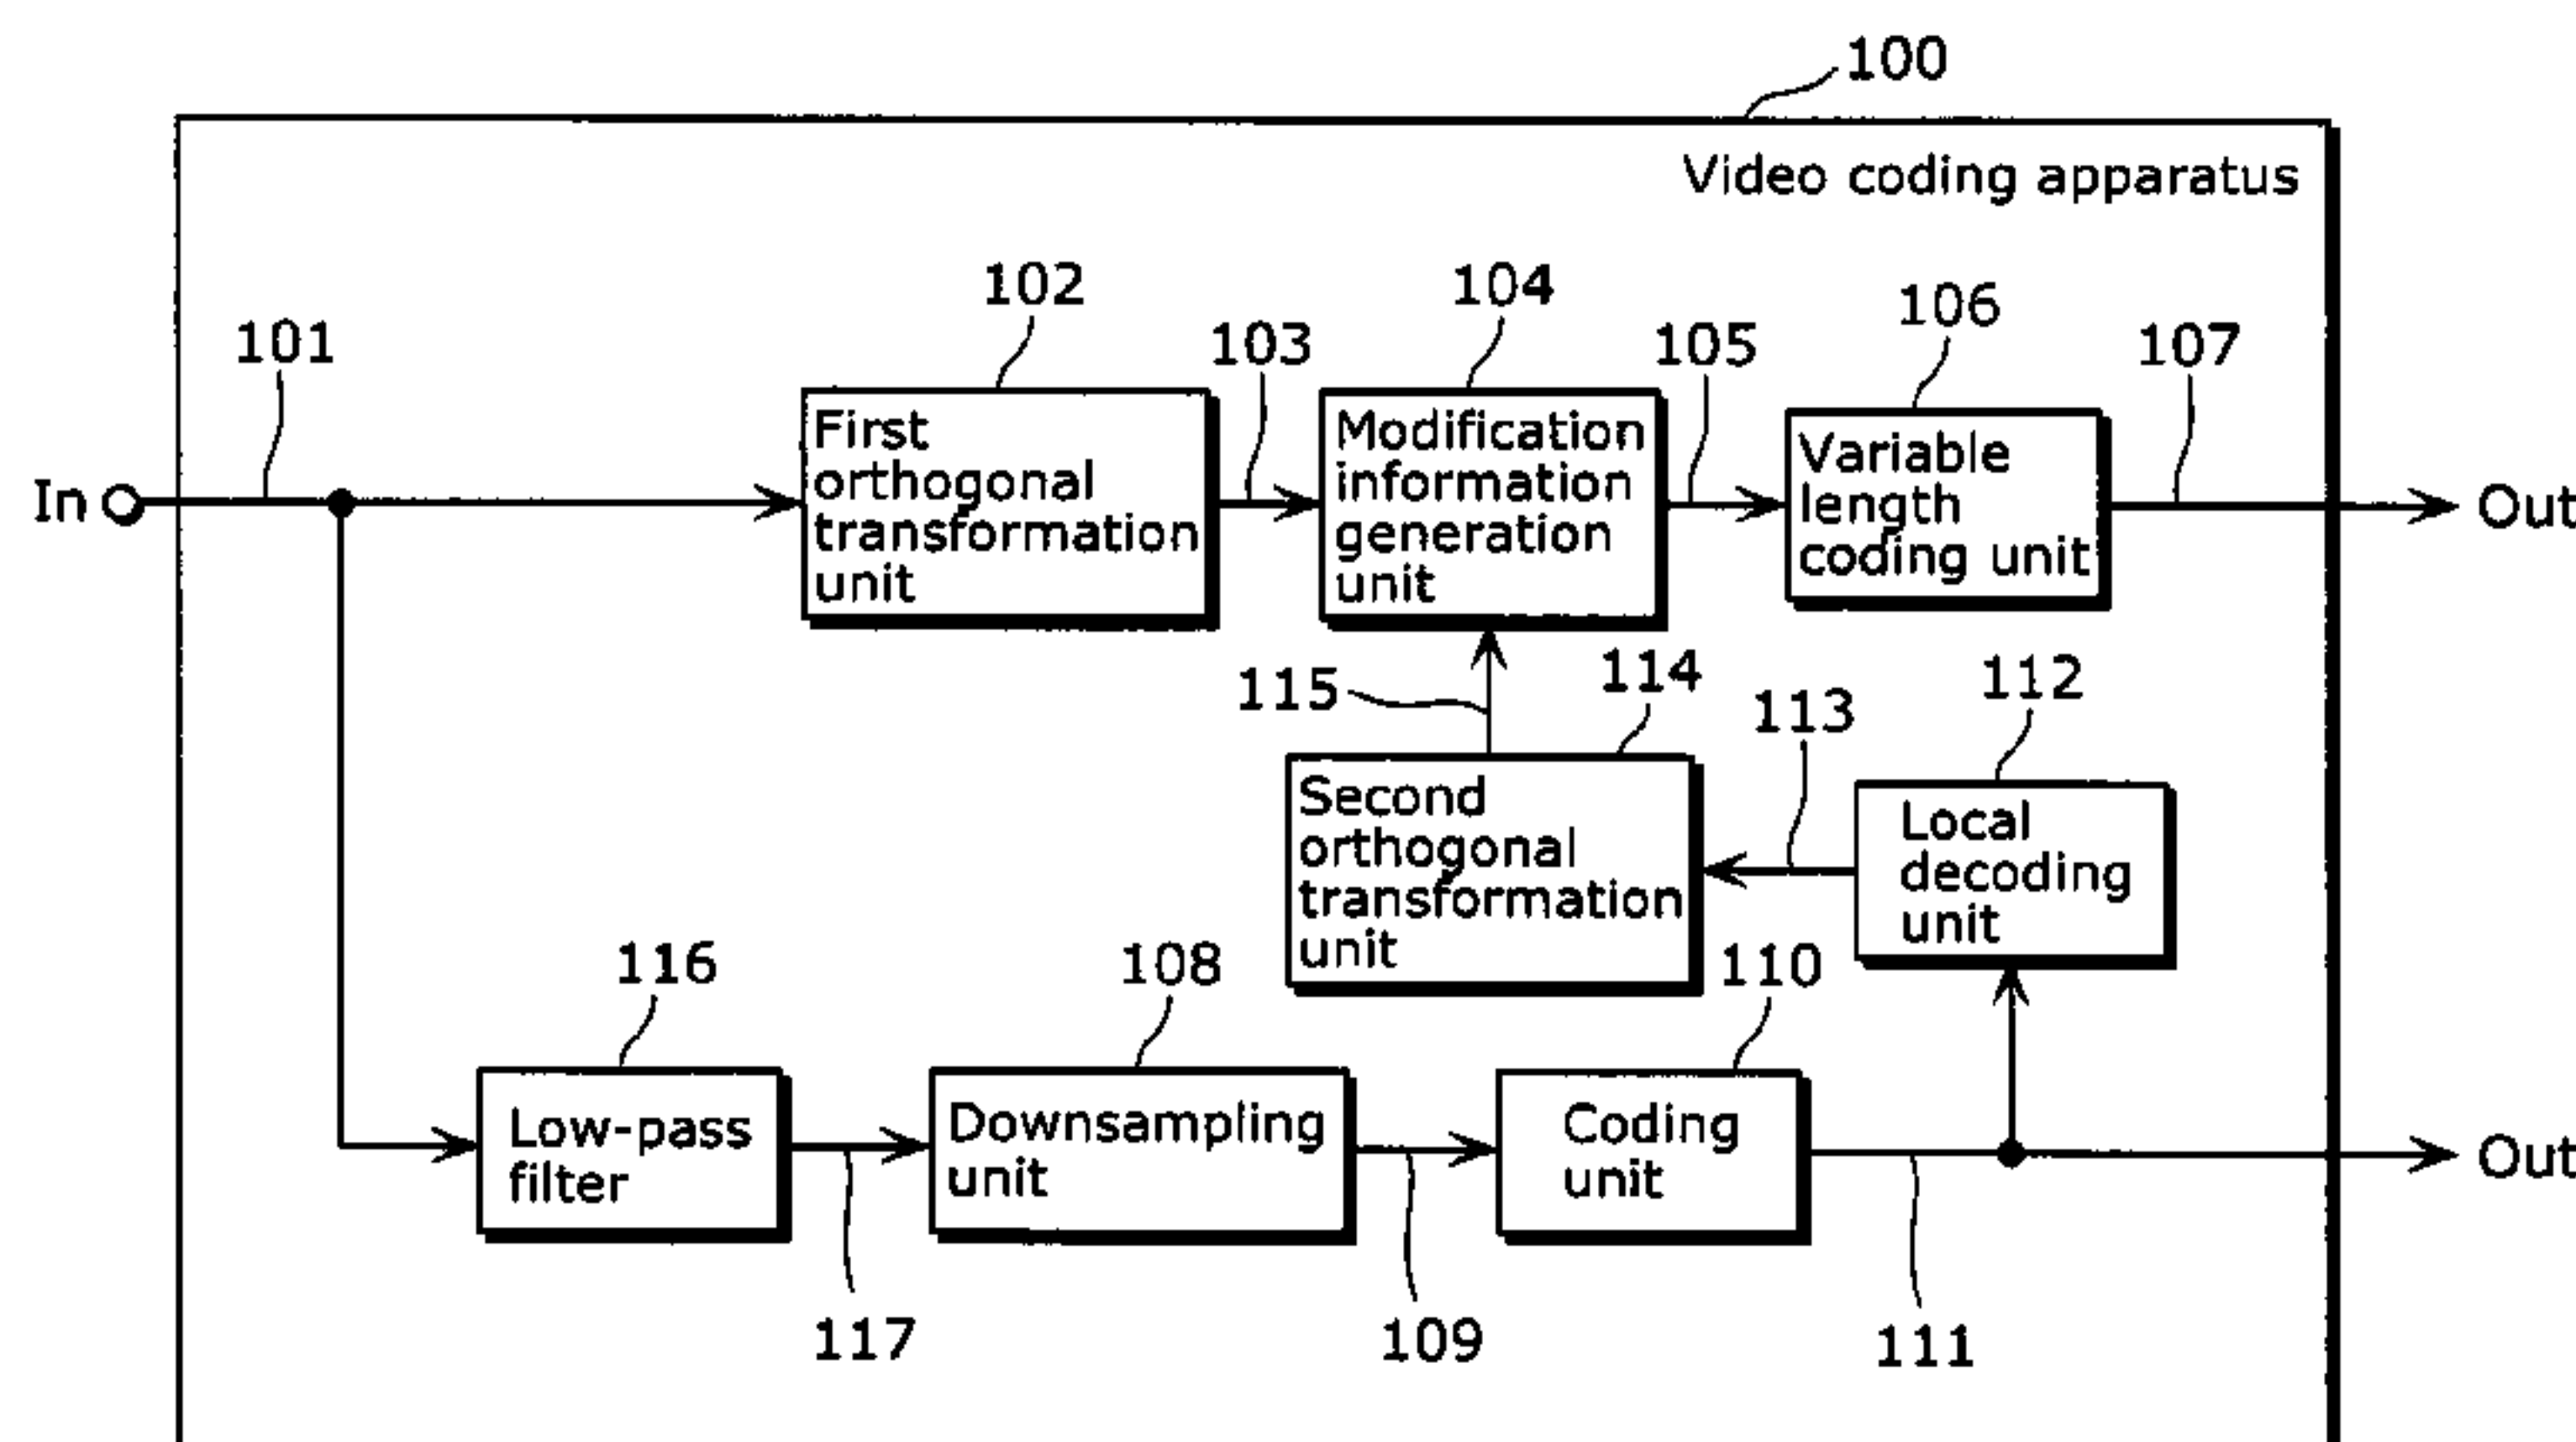 100
Video coding apparatus
102
104
106
101
103
105
107
First
orthogonal
transformation
unit
Modification
information
generation
unit
Variable
length
coding unit
In
Out
115
114
113
112
Second
orthogonal
transformation
unit
Local
decoding
unit
116
108
110
Low-pass
filter
Downsampling
unit
Coding
unit
Out
117
109
111